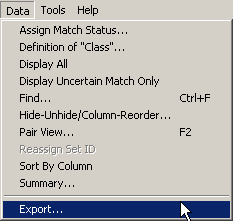 Data Tools Help
Assign Match Status...
Definition of "Class"...
Display All
Display Uncertain Match Only
Find... Ctrl+F
Hide-Unhide/Column-Reorder...
Pair View... F2
Reassign Set ID
Sort By Column
Summary...
Export...